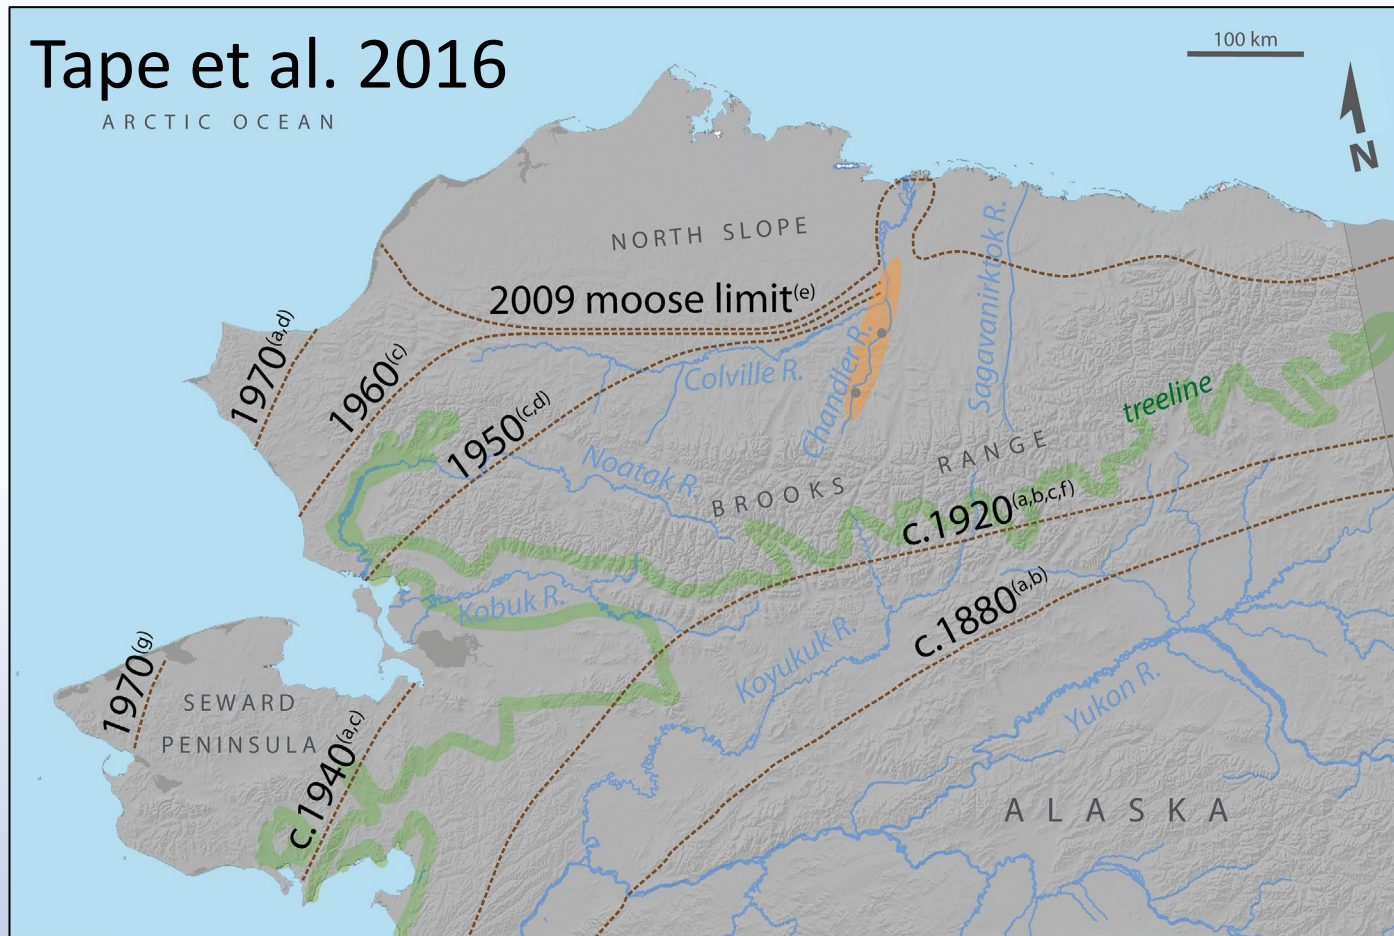 Tape et al. 2016
100 km
ARCTIC OCEAN
N
NORTH SLOPE
Sagavanirktok R.
2009 moose limit(e)
1970(a,d)
1960(c)
Chandler R.
Colville R.
treeline
1950(c,d)
Noatak R.
BROOKS RANGE
c.1920(a,b,c,f)
Kobuk R.
c.1880(a,b)
Koyukuk R.
1970(g)
SEWARD
PENINSULA
Yukon R.
c.1940(a,c)
ALASKA